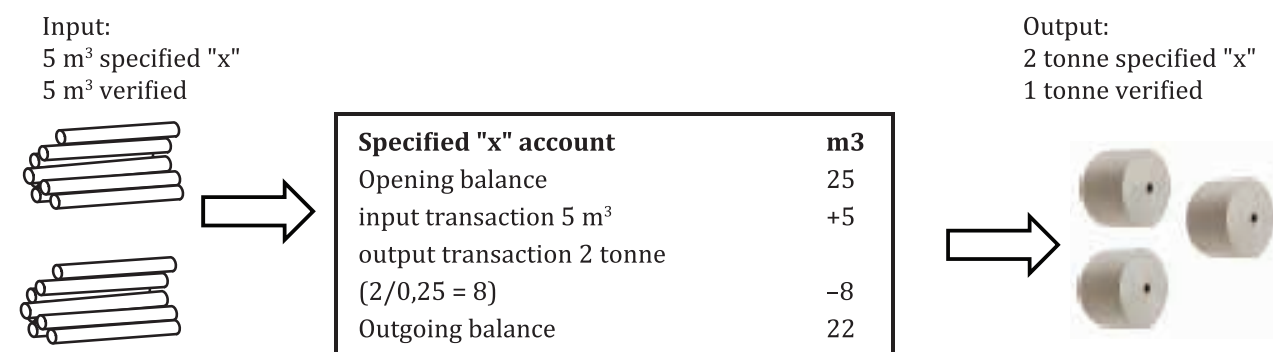 Input:
5 m³ specified "x"
5 m³ verified
Output:
2 tonne specified "x"
1 tonne verified
Specified "x" account m3
Opening balance 25
input transaction 5 m³ +5
output transaction 2 tonne
(2/0,25 = 8) –8
Outgoing balance 22